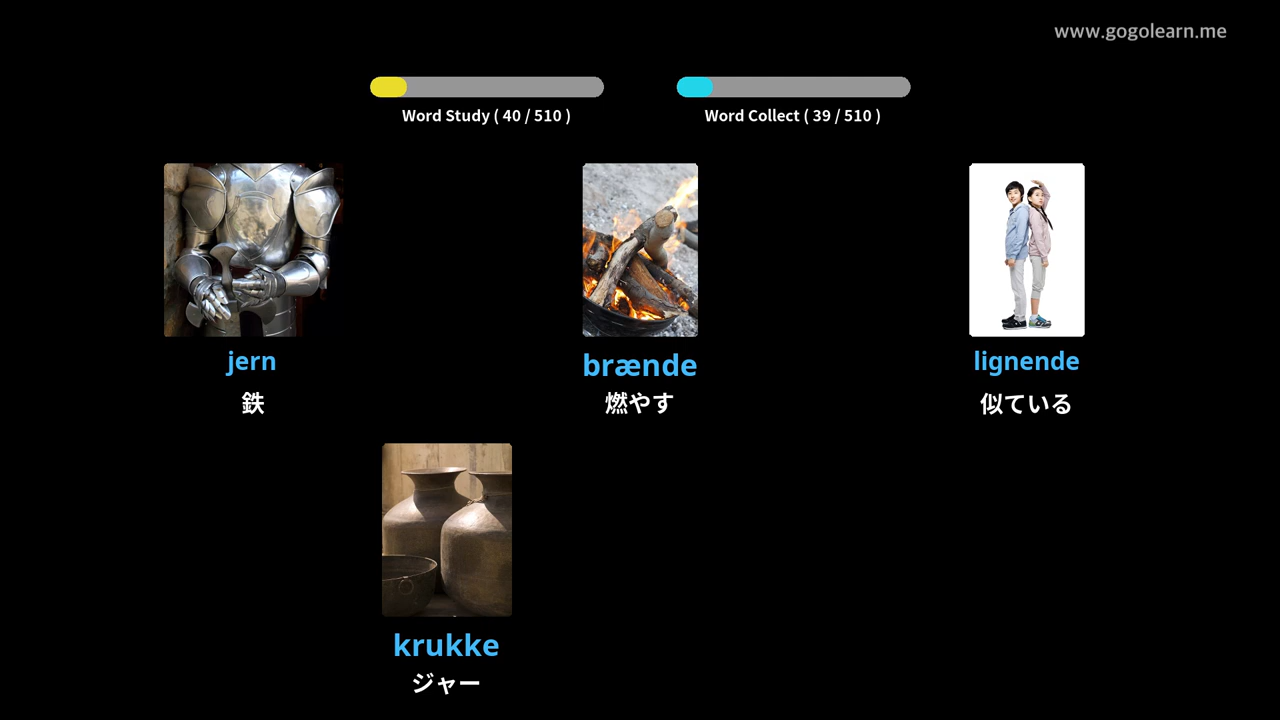 www.gogolearn.me
Word Study ( 40 / 510 )
Word Collect ( 39 / 510 )
jern
鉄
brænde
燃やす
lignende
似ている
krukke
ジャー